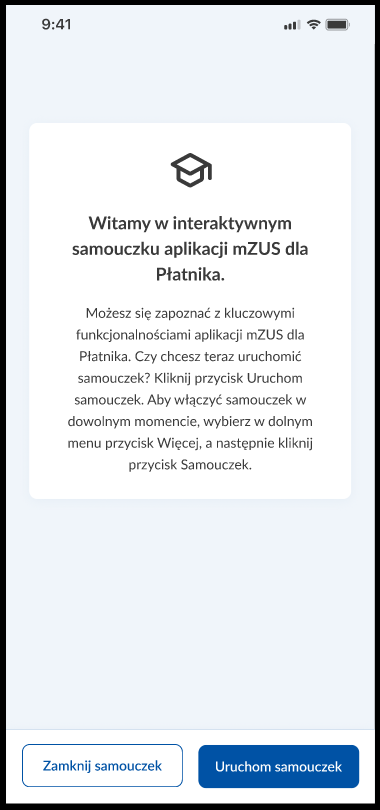 9:41
Witamy w interaktywnym
samouczku aplikacji mZUS dla
Płatnika.
Możesz się zapoznać z kluczowymi
funkcjonalnościami aplikacji mZUS dla
Płatnika. Czy chcesz teraz uruchomić
samouczek? Kliknij przycisk Uruchom
samouczek. Aby włączyć samouczek w
dowolnym momencie, wybierz w dolnym
menu przycisk Więcej, a następnie kliknij
przycisk Samouczek.
Zamknij samouczek
Uruchom samouczek